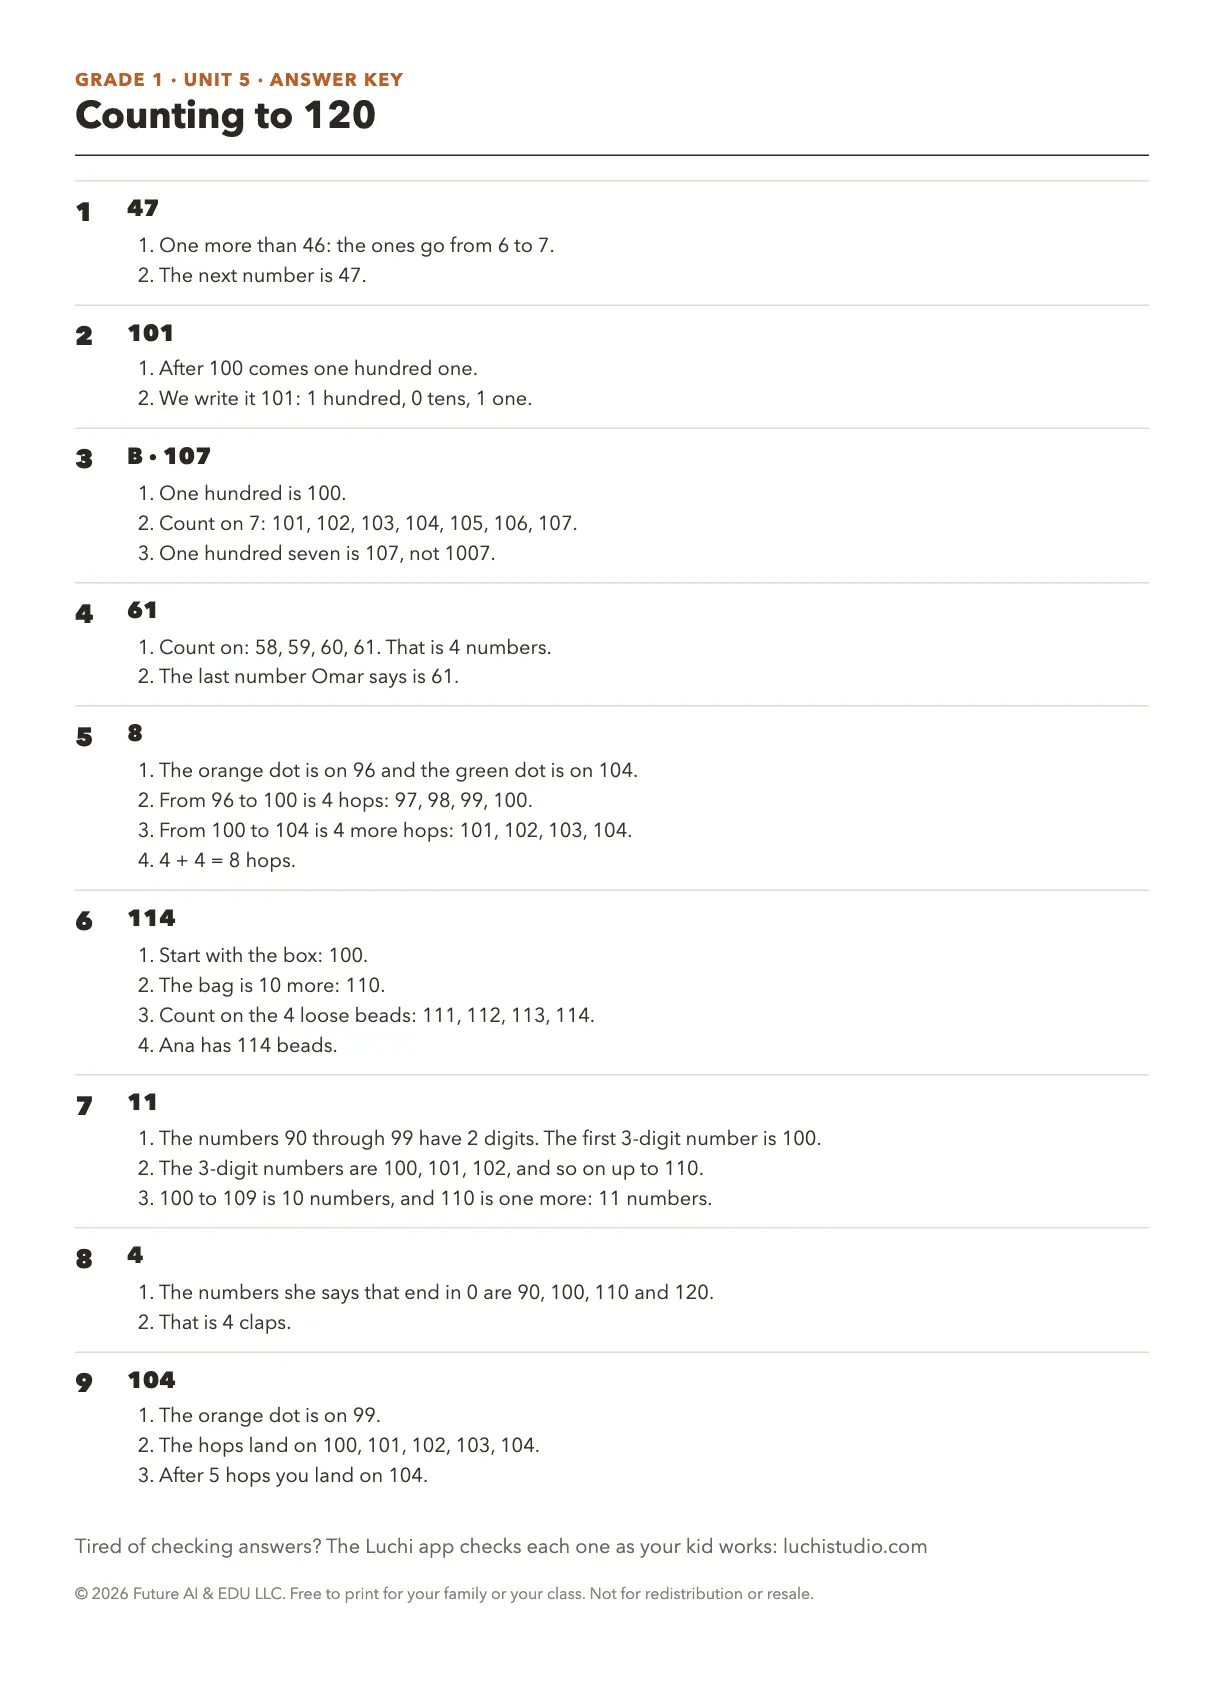 GRADE 1 · UNIT 5 · ANSWER KEY
Counting to 120
1 47
1. One more than 46: the ones go from 6 to 7.
2. The next number is 47.
2 101
1. After 100 comes one hundred one.
2. We write it 101: 1 hundred, 0 tens, 1 one.
3 B · 107
1. One hundred is 100.
2. Count on 7: 101, 102, 103, 104, 105, 106, 107.
3. One hundred seven is 107, not 1007.
4 61
1. Count on: 58, 59, 60, 61. That is 4 numbers.
2. The last number Omar says is 61.
5 8
1. The orange dot is on 96 and the green dot is on 104.
2. From 96 to 100 is 4 hops: 97, 98, 99, 100.
3. From 100 to 104 is 4 more hops: 101, 102, 103, 104.
4. 4 + 4 = 8 hops.
6 114
1. Start with the box: 100.
2. The bag is 10 more: 110.
3. Count on the 4 loose beads: 111, 112, 113, 114.
4. Ana has 114 beads.
7 11
1. The numbers 90 through 99 have 2 digits. The first 3-digit number is 100.
2. The 3-digit numbers are 100, 101, 102, and so on up to 110.
3. 100 to 109 is 10 numbers, and 110 is one more: 11 numbers.
8 4
1. The numbers she says that end in 0 are 90, 100, 110 and 120.
2. That is 4 claps.
9 104
1. The orange dot is on 99.
2. The hops land on 100, 101, 102, 103, 104.
3. After 5 hops you land on 104.
Tired of checking answers? The Luchi app checks each one as your kid works: luchistudio.com
© 2026 Future AI & EDU LLC. Free to print for your family or your class. Not for redistribution or resale.